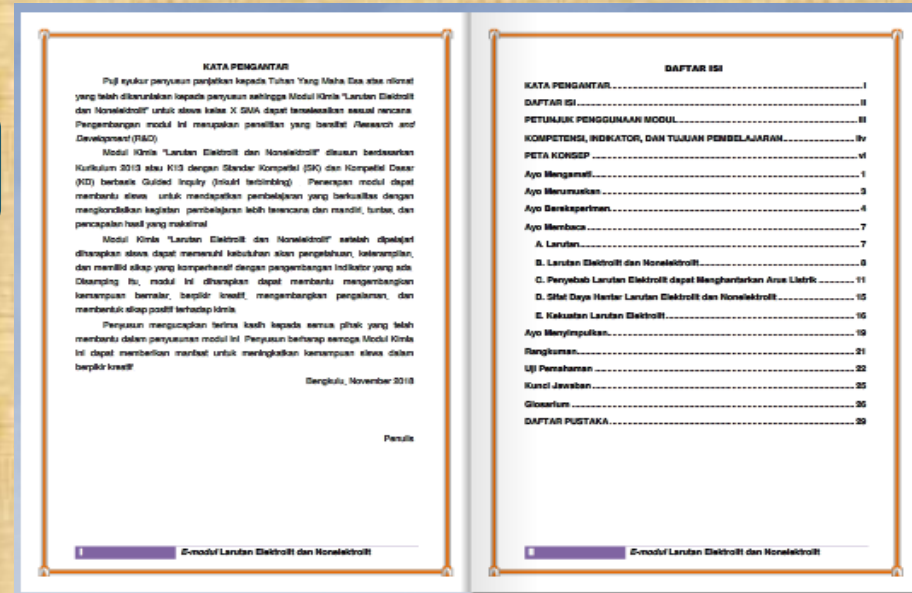 KATA PENGANTAR
Puji syukur penyusun panjatkan kepada Tuhan Yang Maha Esa atas nikmat
yang telah dikaruniakan kepada penyusun sehingga Modul Kimia "Larutan Elektrolit
dan Nonelektrolit" untuk siswa kelas X SMA dapat terselesaikan sesuai rencana.
Pengembangan modul ini merupakan penelitian yang bersifat Research and
Development (R&D)
Modul Kimia "Larutan Elektrolit dan Nonelektrolit" disusun berdasarkan
Kurikulum 2013 atau K13 dengan Standar Kompetisi (SK) dan Kompetisi Dasar
(KD) berbasis Guided Inquiry (Inkuiri terbimbing) Penerapan modul dapat
membantu siswa untuk mendapatkan pembelajaran yang berkualitas dengan
mengkondisikan kegiatan pembelajaran lebih terencana dan mandiri, tuntas, dan
pencapaian hasil yang maksimal
Modul Kimia "Larutan Elektrolit dan Nonelektrolit" setelah dipelajari
diharapkan siswa dapat memenuhi kebutuhan akan pengetahuan, keterampilan,
dan memiliki sikap yang komperhensif dengan pengembangan indikator yang ada.
Disamping itu, modul ini diharapkan dapat membantu mengembangkan
kemampuan bernalar, berpikir kreatif, mengembangkan pengalaman, dan
membentuk sikap positif terhadap kimia
Penyusun mengucapkan terima kasih kepada semua pihak yang telah
membantu dalam penyusunan modul ini Penyusun berharap semoga Modul Kimia
ini dapat memberikan manfaat untuk meningkatkan kemampuan siswa dalam
berpikir kreatif
Bengkulu, November 2018
Penulis
i E-modul Larutan Elektrolit dan Nonelektrolit
DAFTAR ISI
KATA PENGANTAR i
DAFTAR ISI ii
PETUNJUK PENGGUNAAN MODUL iii
KOMPETENSI, INDIKATOR, DAN TUJUAN PEMBELAJARAN iiv
PETA KONSEP vi
Ayo Mengamati 1
Ayo Merumuskan 3
Ayo Bereksperimen 4
Ayo Membaca 7
A. Larutan 7
B. Larutan Elektrolit dan Nonelektrolit 8
C. Penyebab Larutan Elektrolit dapat Menghantarkan Arus Listrik 11
D. Sifat Daya Hantar Larutan Elektrolit dan Nonelektrolit 15
E. Kekuatan Larutan Elektrolit 16
Ayo Menyimpulkan 19
Rangkuman 21
Uji Pemahaman 22
Kunci Jawaban 25
Glosarium 26
DAFTAR PUSTAKA 29
ii E-modul Larutan Elektrolit dan Nonelektrolit